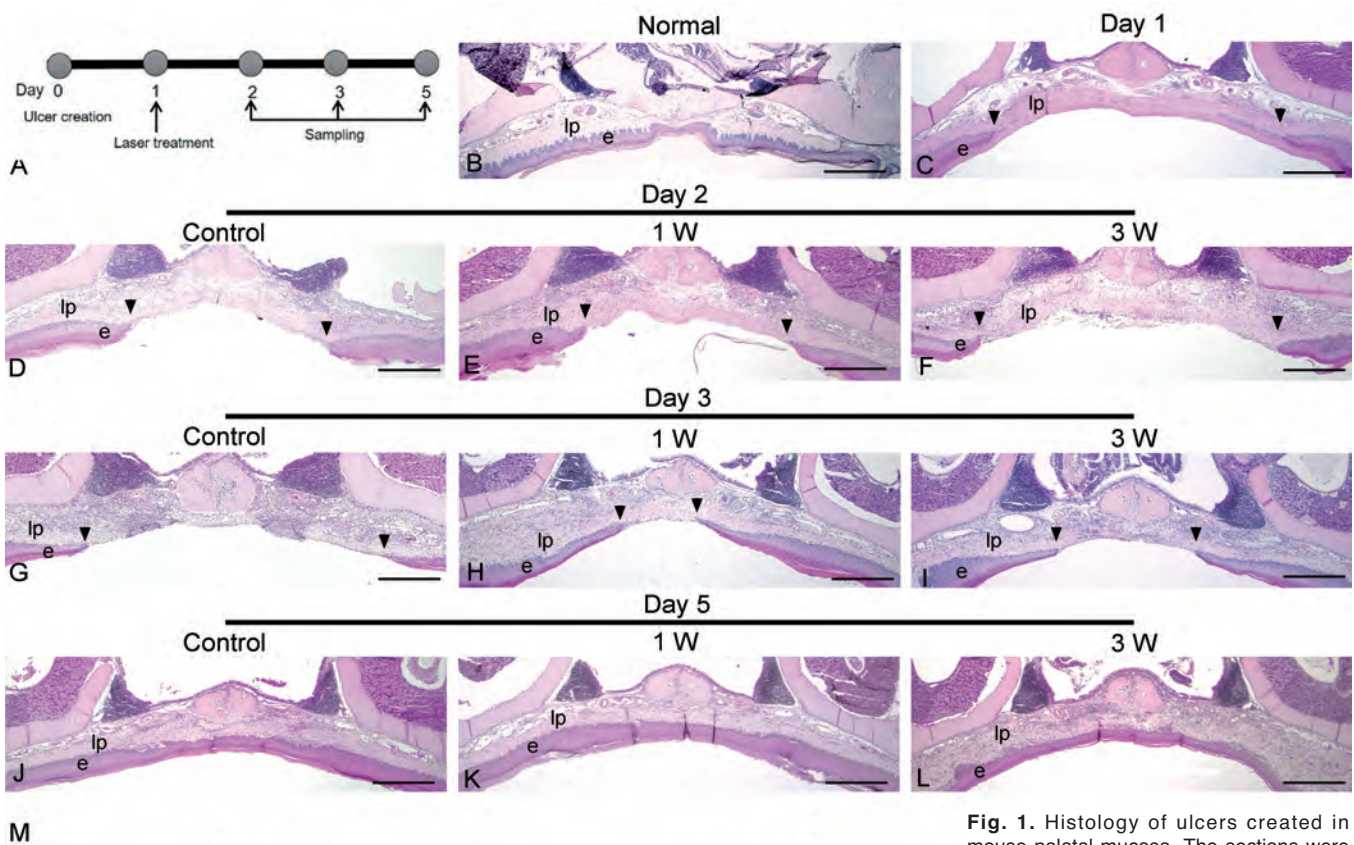 Day 0 1 2 3 5
Ulcer creation
Laser treatment
Sampling
A
Normal
lp
e
B
Day 1
lp
e
C
Day 2
Control
1 W
3 W
lp
e
D
lp
e
E
lp
e
F
Day 3
Control
1 W
3 W
lp
e
G
lp
e
H
lp
e
I
Day 5
Control
1 W
3 W
lp
e
J
lp
e
K
lp
e
L
M
Fig. 1. Histology of ulcers created in
mouse palatal mucosa. The sections were